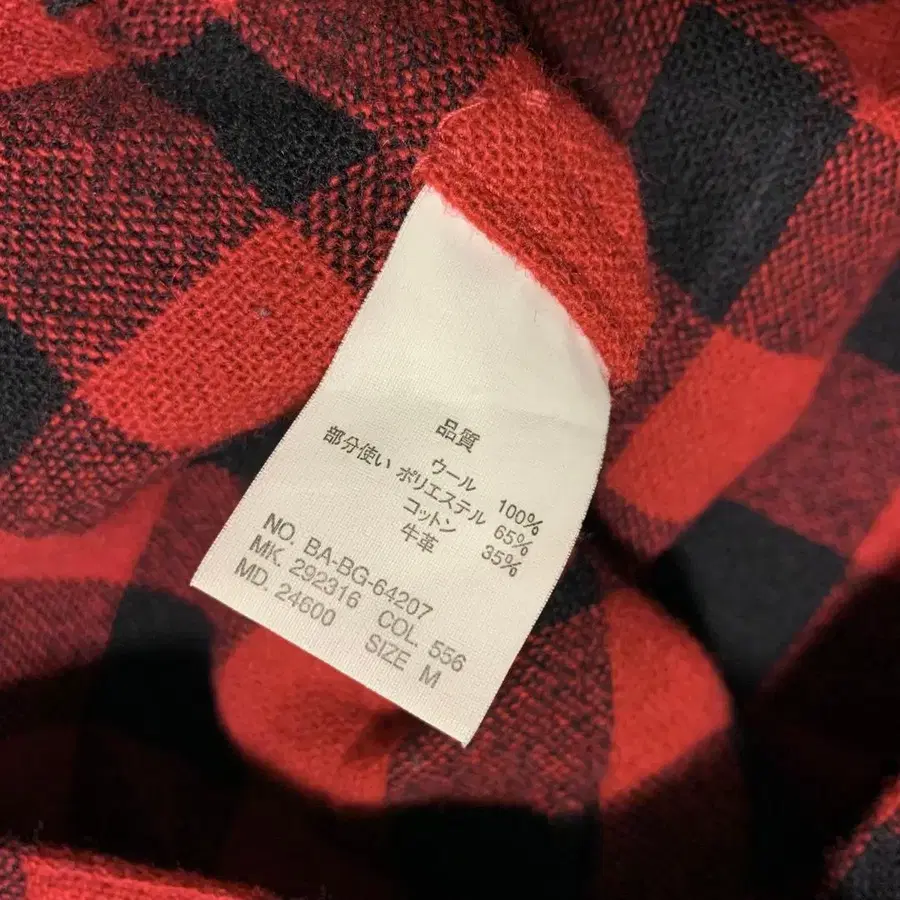 品質
ウール 100%
部分使い ポリエステル 65%
コットン 35%
牛革
NO. BA-BG-64207
MK. 292316 COL. 556
MD. 24600 SIZE M